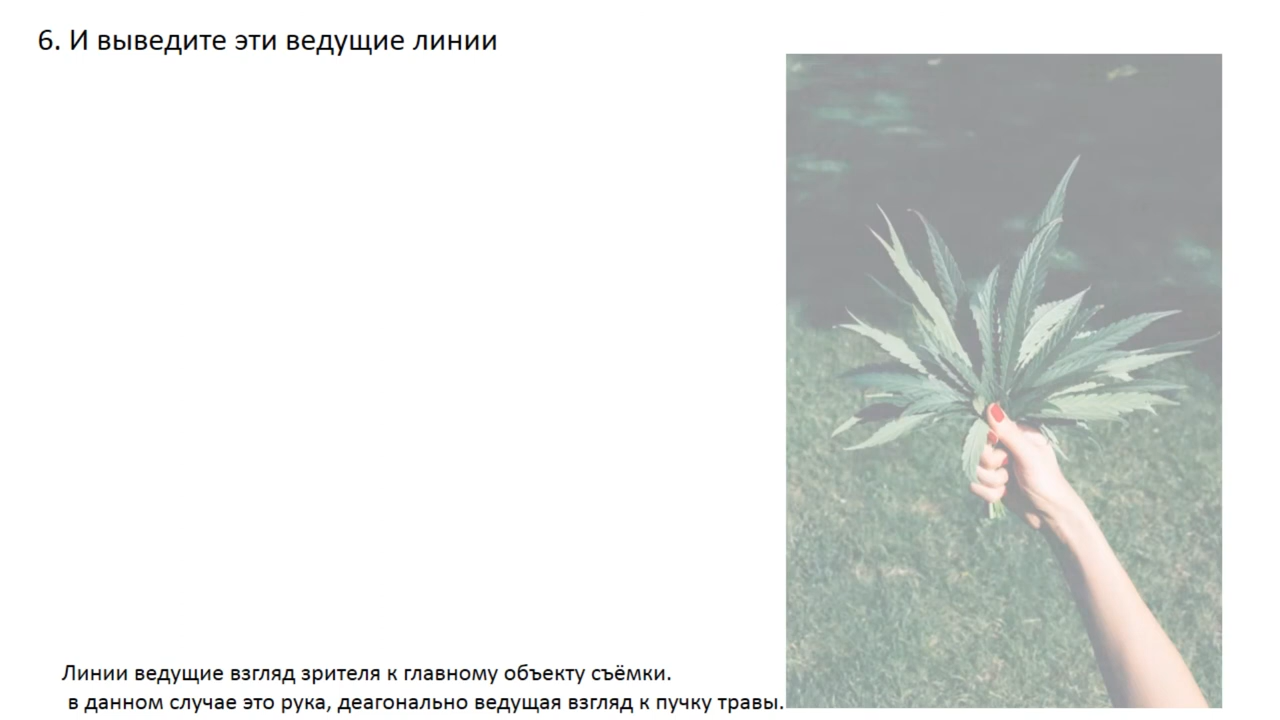 6. И выведите эти ведущие линии
Линии ведущие взгляд зрителя к главному объекту съёмки.
в данном случае это рука, деагонально ведущая взгляд к пучку травы.